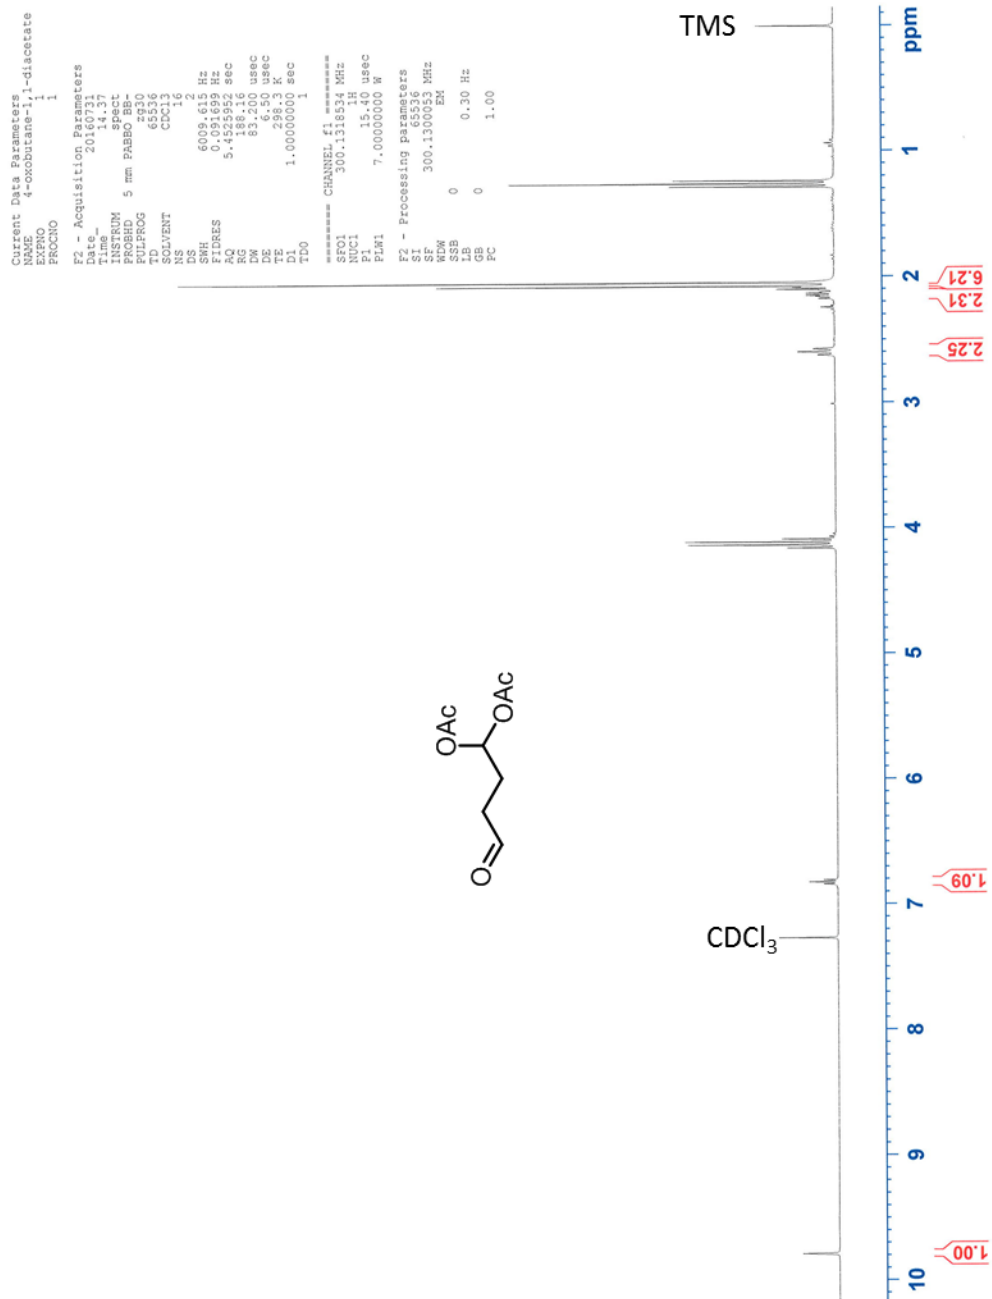 Current Data Parameters
NAME 4-oxobutane-1,1-diacetate
EXPNO 1
PROCNO 1
F2 - Acquisition Parameters
Date_ 20160731
Time 14.37
INSTRUM spect
PROBHD 5 mm PABBO BB-
PULPROG zg30
TD 65536
SOLVENT CDCl3
NS 16
DS 2
SWH 6009.615 Hz
FIDRES 0.091699 Hz
AQ 5.4525952 sec
RG 188.16
DW 83.200 usec
DE 6.50 usec
TE 298.3 K
D1 1.00000000 sec
TD0 1
======== CHANNEL f1 ========
SFO1 300.1318534 MHz
NUC1 1H
P1 15.40 usec
PLW1 7.00000000 W
F2 - Processing parameters
SI 65536
SF 300.1300053 MHz
WDW EM
SSB 0
LB 0.30 Hz
GB 0
PC 1.00
TMS
CDCl₃
O
OAc
OAc
10 9 8 7 6 5 4 3 2 1 ppm
1.00
1.09
2.25
2.31
6.21